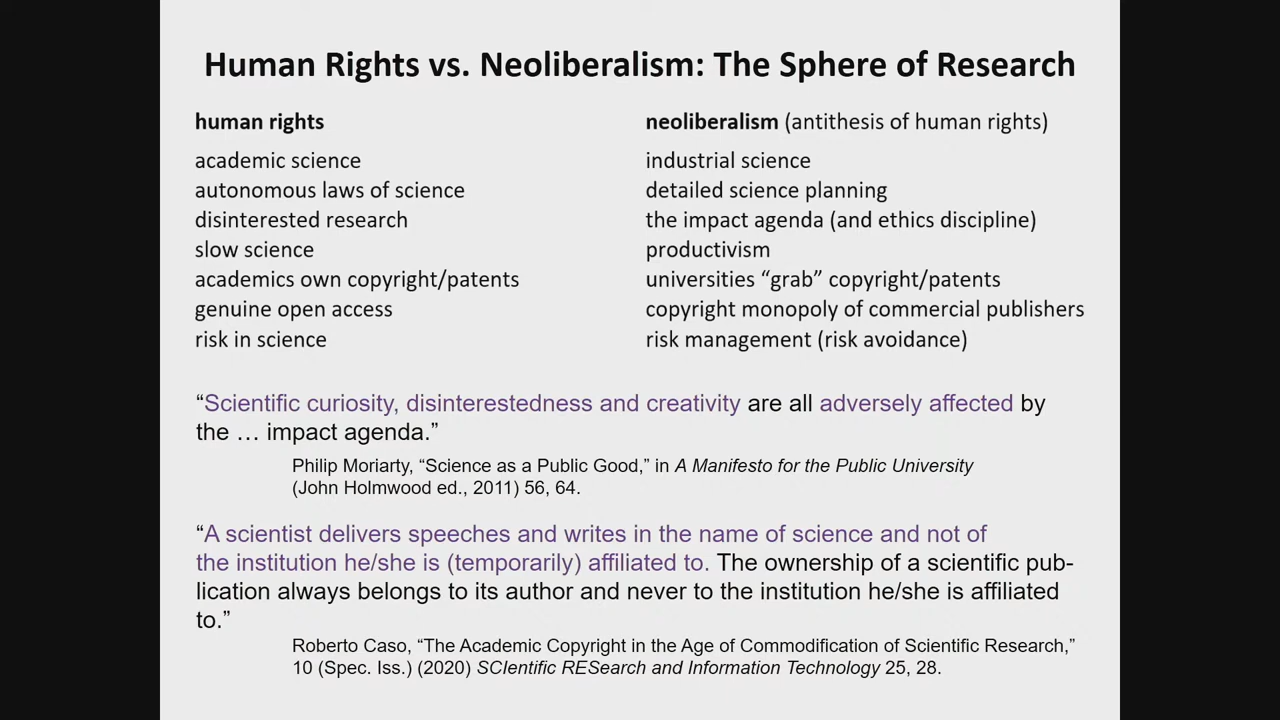 Human Rights vs. Neoliberalism: The Sphere of Research
human rights
neoliberalism (antithesis of human rights)
academic science
industrial science
autonomous laws of science
detailed science planning
disinterested research
the impact agenda (and ethics discipline)
slow science
productivism
academics own copyright/patents
universities “grab” copyright/patents
genuine open access
copyright monopoly of commercial publishers
risk in science
risk management (risk avoidance)
“Scientific curiosity, disinterestedness and creativity are all adversely affected by
the … impact agenda.”
Philip Moriarty, “Science as a Public Good,” in A Manifesto for the Public University
(John Holmwood ed., 2011) 56, 64.
“A scientist delivers speeches and writes in the name of science and not of
the institution he/she is (temporarily) affiliated to. The ownership of a scientific pub-
lication always belongs to its author and never to the institution he/she is affiliated
to.”
Roberto Caso, “The Academic Copyright in the Age of Commodification of Scientific Research,”
10 (Spec. Iss.) (2020) SCIentific RESearch and Information Technology 25, 28.